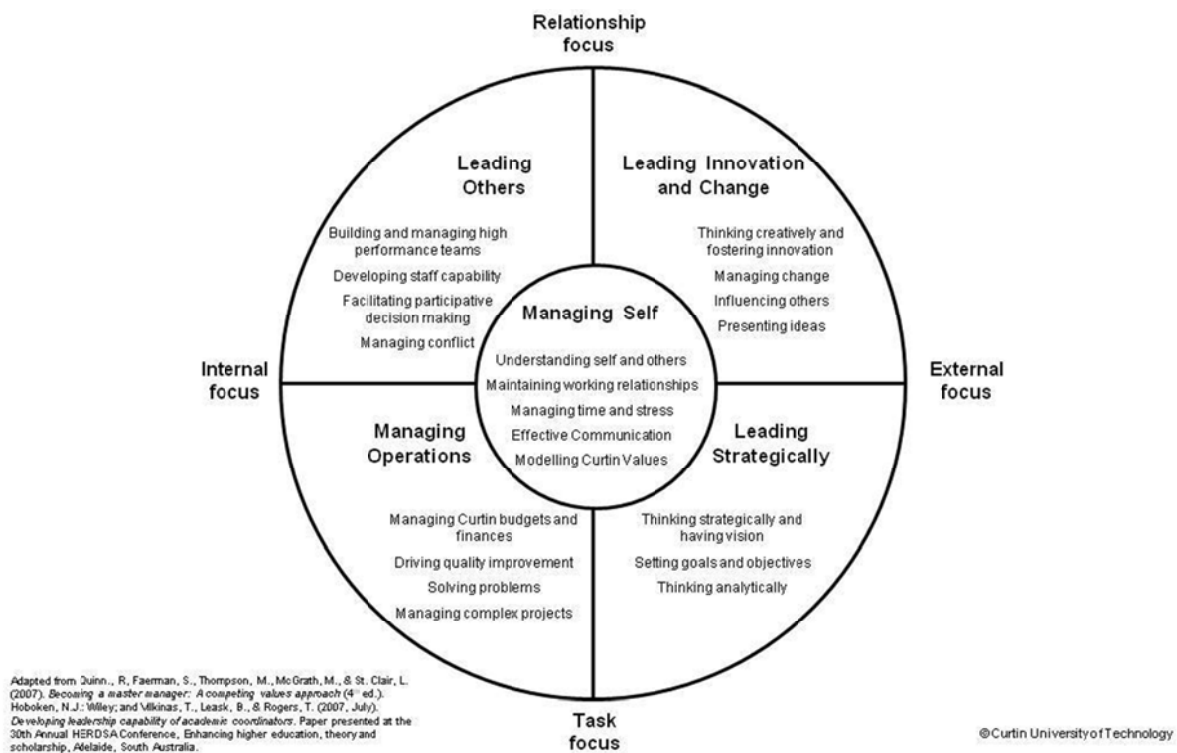 Relationship
focus
Leading
Others
Building and managing high
performance teams
Developing staff capability
Facilitating participative
decision making
Managing conflict
Leading Innovation
and Change
Thinking creatively and
fostering innovation
Managing change
Influencing others
Presenting ideas
Internal
focus
Managing Self
Understanding self and others
Maintaining working relationships
Managing time and stress
Effective Communication
Modelling Curtin Values
External
focus
Managing
Operations
Managing Curtin budgets and
finances
Driving quality improvement
Solving problems
Managing complex projects
Leading
Strategically
Thinking strategically and
having vision
Setting goals and objectives
Thinking analytically
Task
focus
Adapted from Quinn., R, Faerman, S., Thompson, M., McGrath, M., & St. Clair, L.
(2007). Becoming a master manager: A competing values approach (4th ed.).
Hoboken, N.J.: Wiley; and Vilkinas, T., Leask, B., & Rogers, T. (2007, July).
Developing leadership capability of academic coordinators. Paper presented at the
30th Annual HERDSA Conference, Enhancing higher education, theory and
scholarship, Adelaide, South Australia.
© Curtin University of Technology